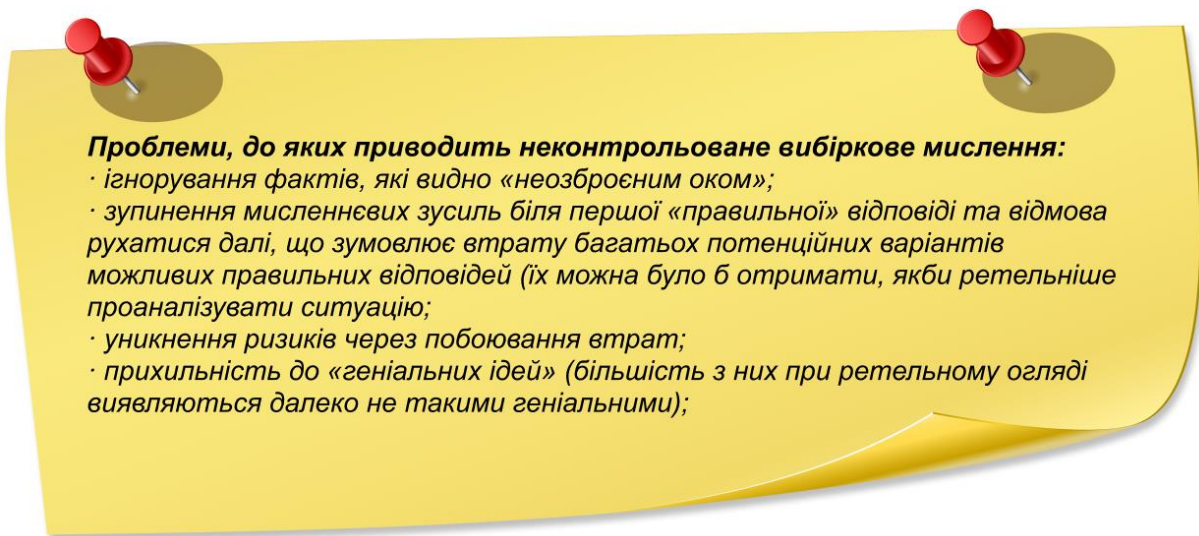 Проблеми, до яких приводить неконтрольоване вибіркове мислення:
· ігнорування фактів, які видно «неозброєним оком»;
· зупинення мисленнєвих зусиль біля першої «правильної» відповіді та відмова
рухатися далі, що зумовлює втрату багатьох потенційних варіантів
можливих правильних відповідей (їх можна було б отримати, якби ретельніше
проаналізувати ситуацію;
· уникнення ризиків через побоювання втрат;
· прихильність до «геніальних ідей» (більшість з них при ретельному огляді
виявляються далеко не такими геніальними);